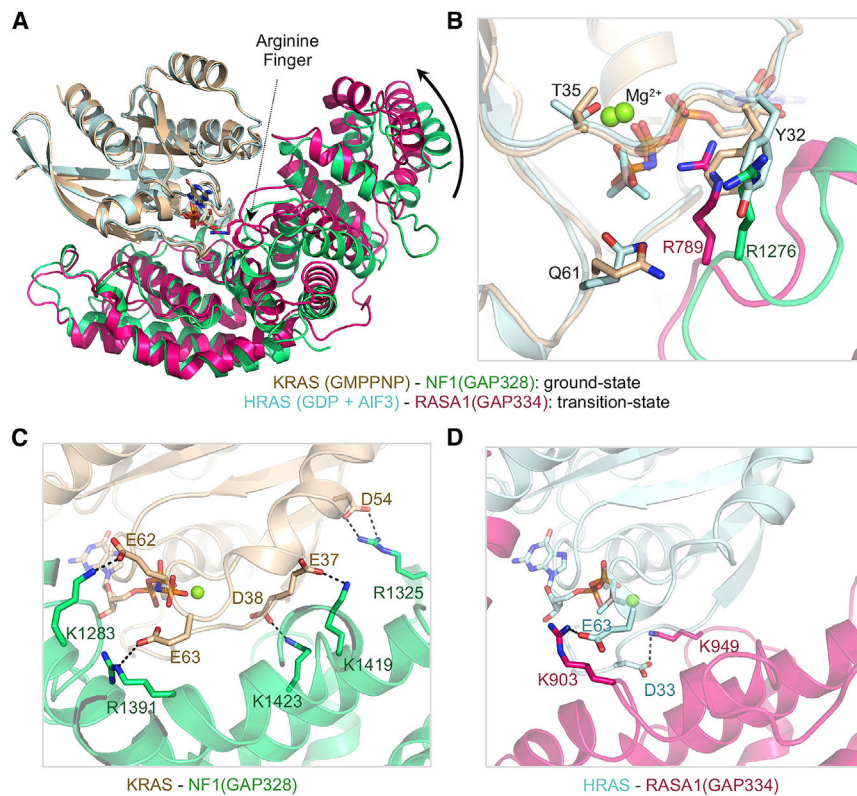 A
Arginine
Finger
B
T35
Mg²⁺
Y32
Q61
R789
R1276
KRAS (GMPPNP) - NF1(GAP328): ground-state
HRAS (GDP + AlF3) - RASA1(GAP334): transition-state
C
D54
E62
E37
R1325
D38
K1283
E63
K1419
R1391
K1423
KRAS - NF1(GAP328)
D
E63
K949
K903
D33
HRAS - RASA1(GAP334)